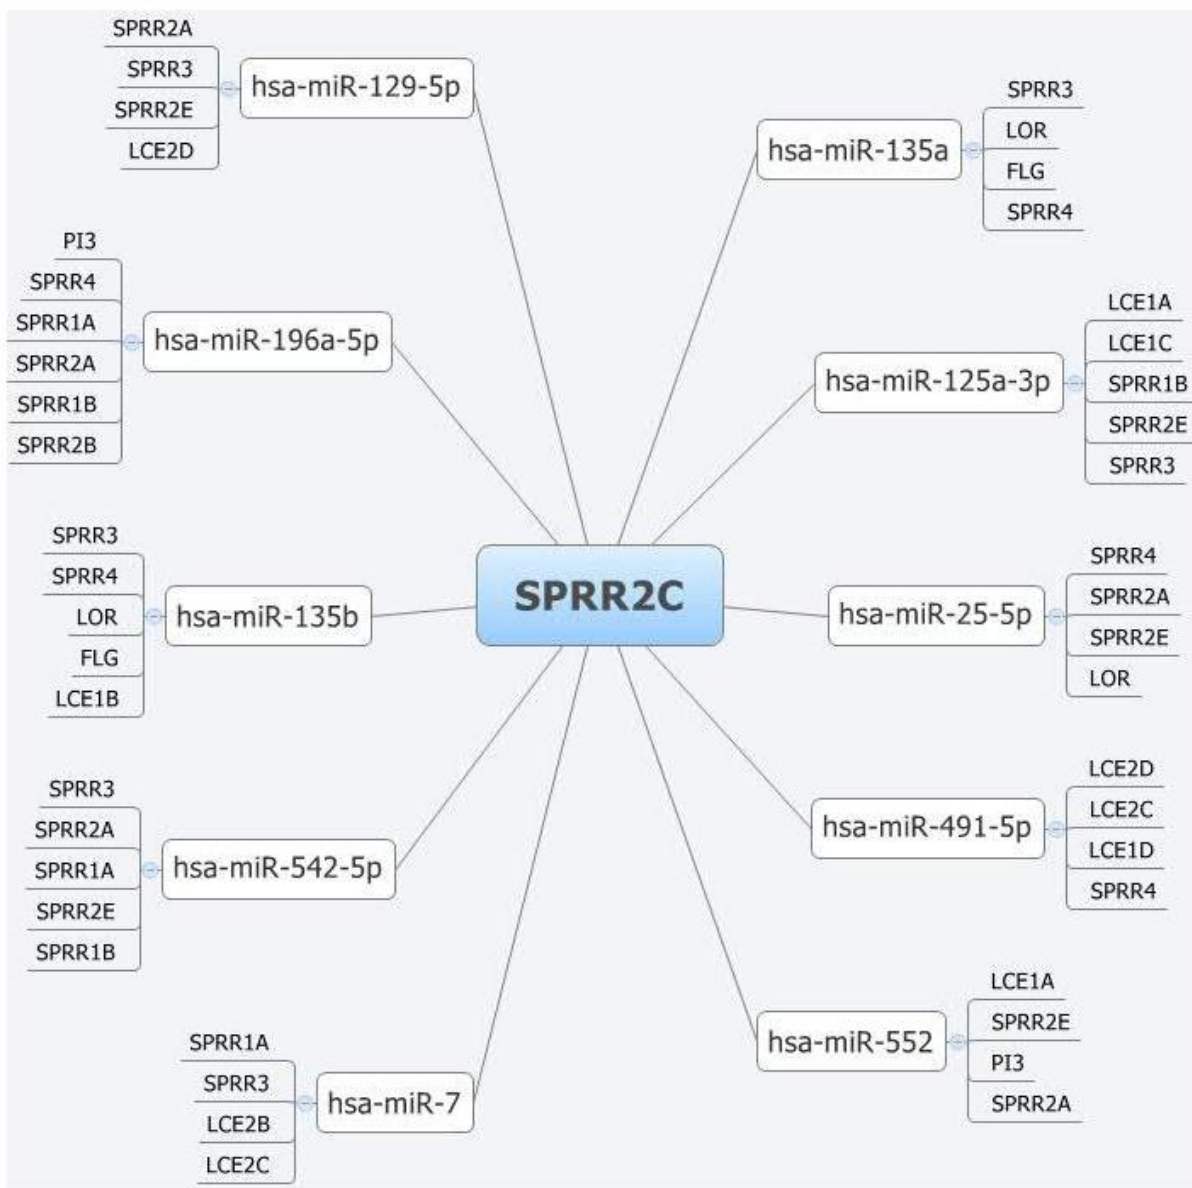 SPRR2A
SPRR3
SPRR2E
LCE2D
hsa-miR-129-5p
PI3
SPRR4
SPRR1A
SPRR2A
SPRR1B
SPRR2B
hsa-miR-196a-5p
SPRR3
SPRR4
LOR
FLG
LCE1B
hsa-miR-135b
SPRR3
SPRR2A
SPRR1A
SPRR2E
SPRR1B
hsa-miR-542-5p
SPRR1A
SPRR3
LCE2B
LCE2C
hsa-miR-7
SPRR2C
hsa-miR-135a
SPRR3
LOR
FLG
SPRR4
hsa-miR-125a-3p
LCE1A
LCE1C
SPRR1B
SPRR2E
SPRR3
hsa-miR-25-5p
SPRR4
SPRR2A
SPRR2E
LOR
hsa-miR-491-5p
LCE2D
LCE2C
LCE1D
SPRR4
hsa-miR-552
LCE1A
SPRR2E
PI3
SPRR2A